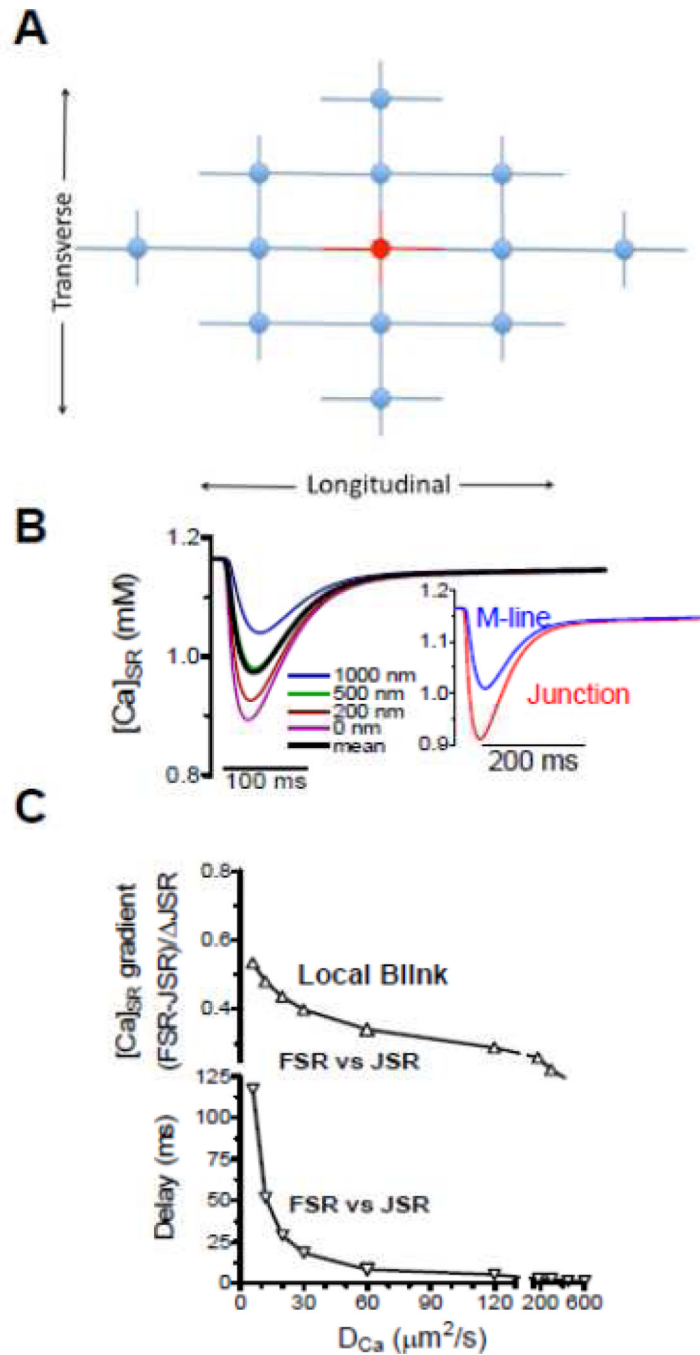 A
Transverse
Longitudinal
B
[Ca]SR (mM)
1.2
1.0
0.8
1000 nm
500 nm
200 nm
0 nm
mean
100 ms
1.2
1.1
1.0
0.9
M-line
Junction
200 ms
C
[Ca]SR gradient
(FSR-JSR)/ΔJSR
0.8
0.6
0.4
Local Blink
FSR vs JSR
Delay (ms)
125
100
75
50
25
0
FSR vs JSR
0 30 60 90 120 200 600
DCa (μm²/s)